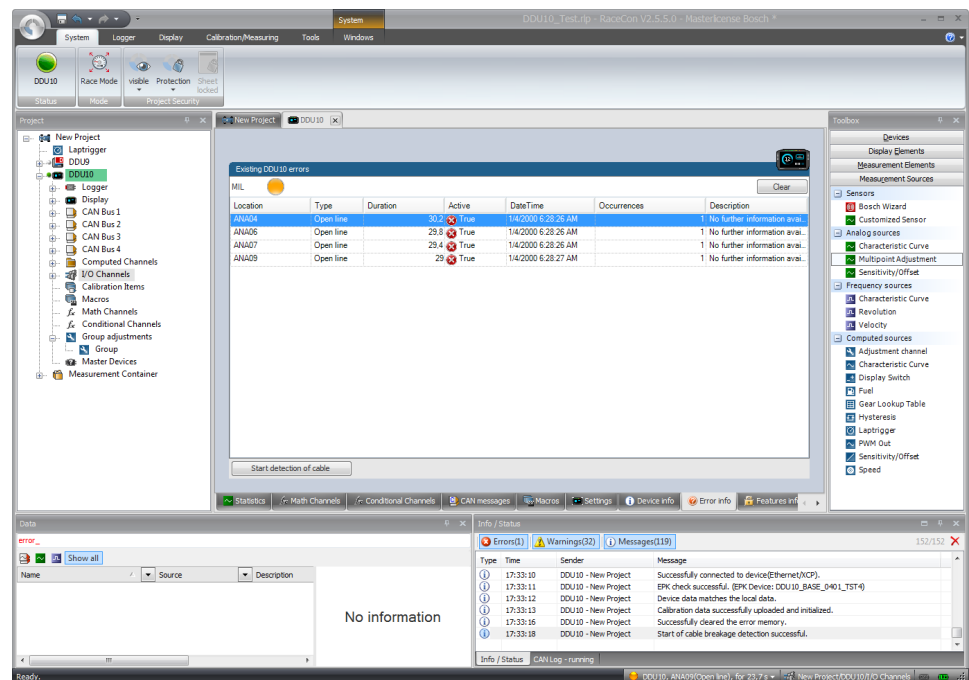 System
DDU10_Test.rlp - RaceCon V2.5.5.0 - Masterlicense Bosch *
System Logger Display Calibration/Measuring Tools Windows
DDU10 Race Mode visible Protection Sheet locked
Status Mode Project Security
Project
New Project
Laptrigger
DDU9
DDU10
Logger
Display
CAN Bus 1
CAN Bus 2
CAN Bus 3
CAN Bus 4
Computed Channels
I/O Channels
Calibration Items
Macros
Math Channels
Conditional Channels
Group adjustments
Group
Master Devices
Measurement Container
New Project DDU10
Existing DDU10 errors
MIL Clear
Location Type Duration Active DateTime Occurrences Description
ANA04 Open line 30,2 True 1/4/2000 6:28:26 AM 1 No further information avai...
ANA06 Open line 29,8 True 1/4/2000 6:28:26 AM 1 No further information avai...
ANA07 Open line 29,4 True 1/4/2000 6:28:26 AM 1 No further information avai...
ANA09 Open line 29 True 1/4/2000 6:28:27 AM 1 No further information avai...
Start detection of cable
Statistics Math Channels Conditional Channels CAN messages Macros Settings Device info Error info Features inf
Toolbox
Devices
Display Elements
Measurement Elements
Measurement Sources
Sensors
Bosch Wizard
Customized Sensor
Analog sources
Characteristic Curve
Multipoint Adjustment
Sensitivity/Offset
Frequency sources
Characteristic Curve
Revolution
Velocity
Computed sources
Adjustment channel
Characteristic Curve
Display Switch
Fuel
Gear Lookup Table
Hysteresis
Laptrigger
PWM Out
Sensitivity/Offset
Speed
Data
error_
Show all
Name Source Description
No information
Info / Status
Errors(1) Warnings(32) Messages(119) 152/152
Type Time Sender Message
17:33:10 DDU10 - New Project Successfully connected to device(Ethernet/XCP).
17:33:11 DDU10 - New Project EPK check successful. (EPK Device: DDU10_BASE_0401_TST4)
17:33:12 DDU10 - New Project Device data matches the local data.
17:33:13 DDU10 - New Project Calibration data successfully uploaded and initialized.
17:33:16 DDU10 - New Project Successfully cleared the error memory.
17:33:18 DDU10 - New Project Start of cable breakage detection successful.
Info / Status CAN Log - running
Ready. DDU10, ANA09(Open line), for 23,7 s New Project/DDU10/I/O Channels